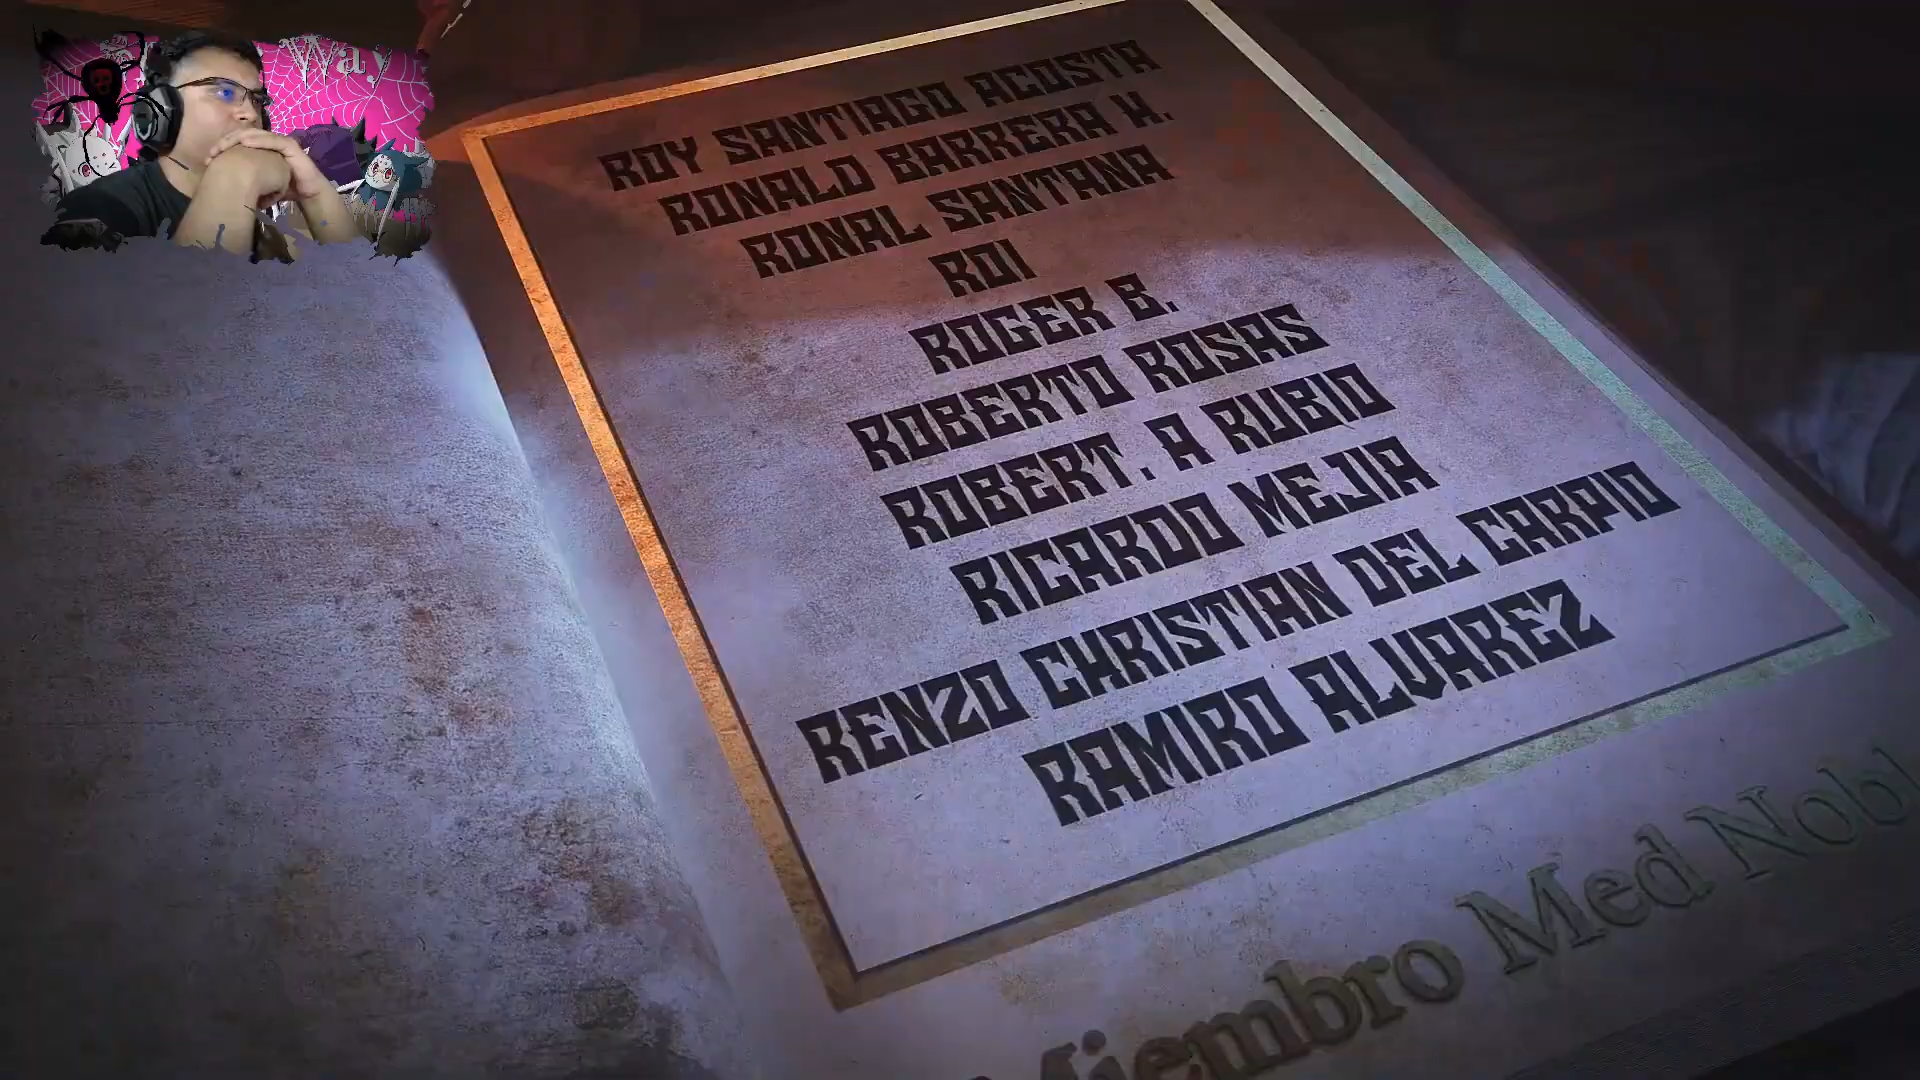 Way
ROY SANTIAGO ACOSTA
RONALD BARRERA H.
RONAL SANTANA
ROI
ROGER B.
ROBERTO ROSAS
ROBERT. A RUBIO
RICARDO MEJIA
RENZO CHRISTIAN DEL CARPIO
RAMIRO ALVAREZ
Miembro Med Nobl